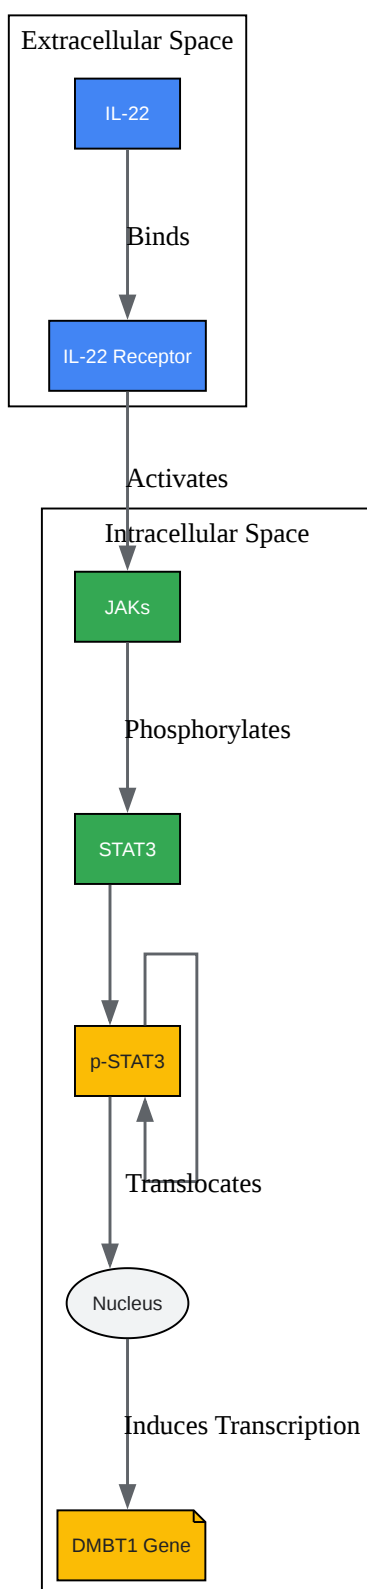 Extracellular Space
IL-22
Binds
IL-22 Receptor
Activates
Intracellular Space
JAKs
Phosphorylates
STAT3
p-STAT3
Translocates
Nucleus
Induces Transcription
DMBT1 Gene